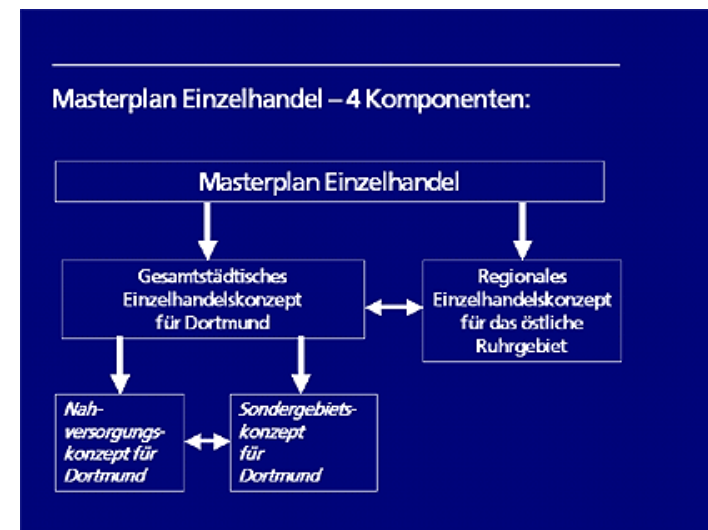 Masterplan Einzelhandel – 4 Komponenten:
Masterplan Einzelhandel
Gesamtstädtisches
Einzelhandelskonzept
für Dortmund
Regionales
Einzelhandelskonzept
für das östliche
Ruhrgebiet
Nah-
versorgungs-
konzept für
Dortmund
Sondergebiets-
konzept
für
Dortmund